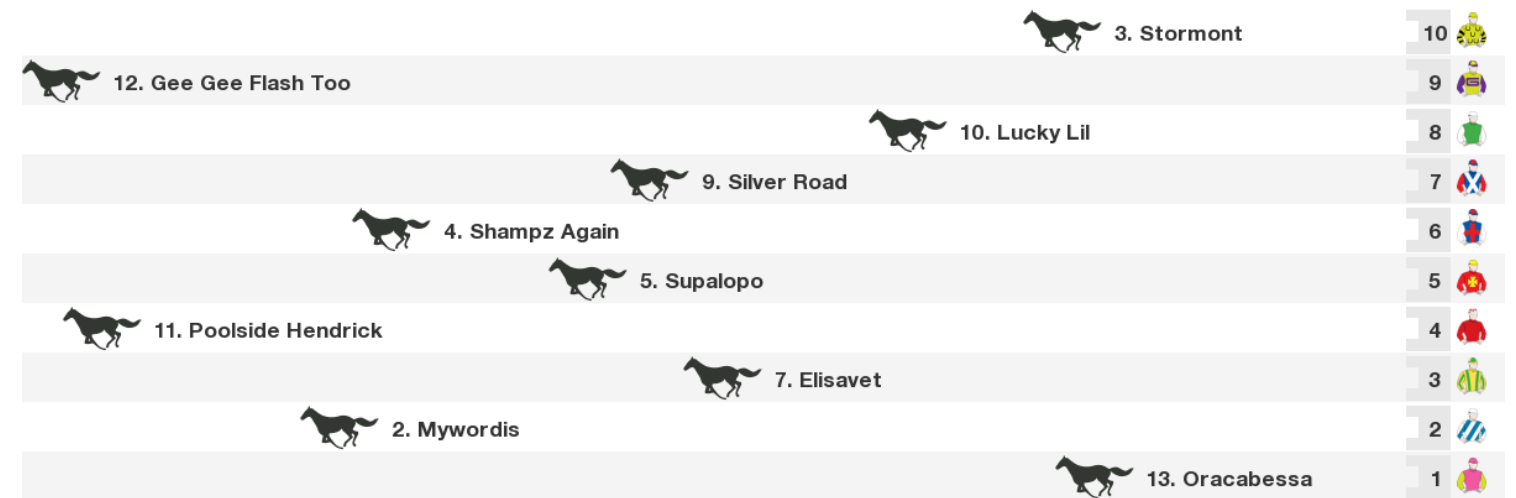 3. Stormont 10
12. Gee Gee Flash Too 9
10. Lucky Lil 8
9. Silver Road 7
4. Shampz Again 6
5. Supalopo 5
11. Poolside Hendrick 4
7. Elisavet 3
2. Mywordis 2
13. Oracabessa 1